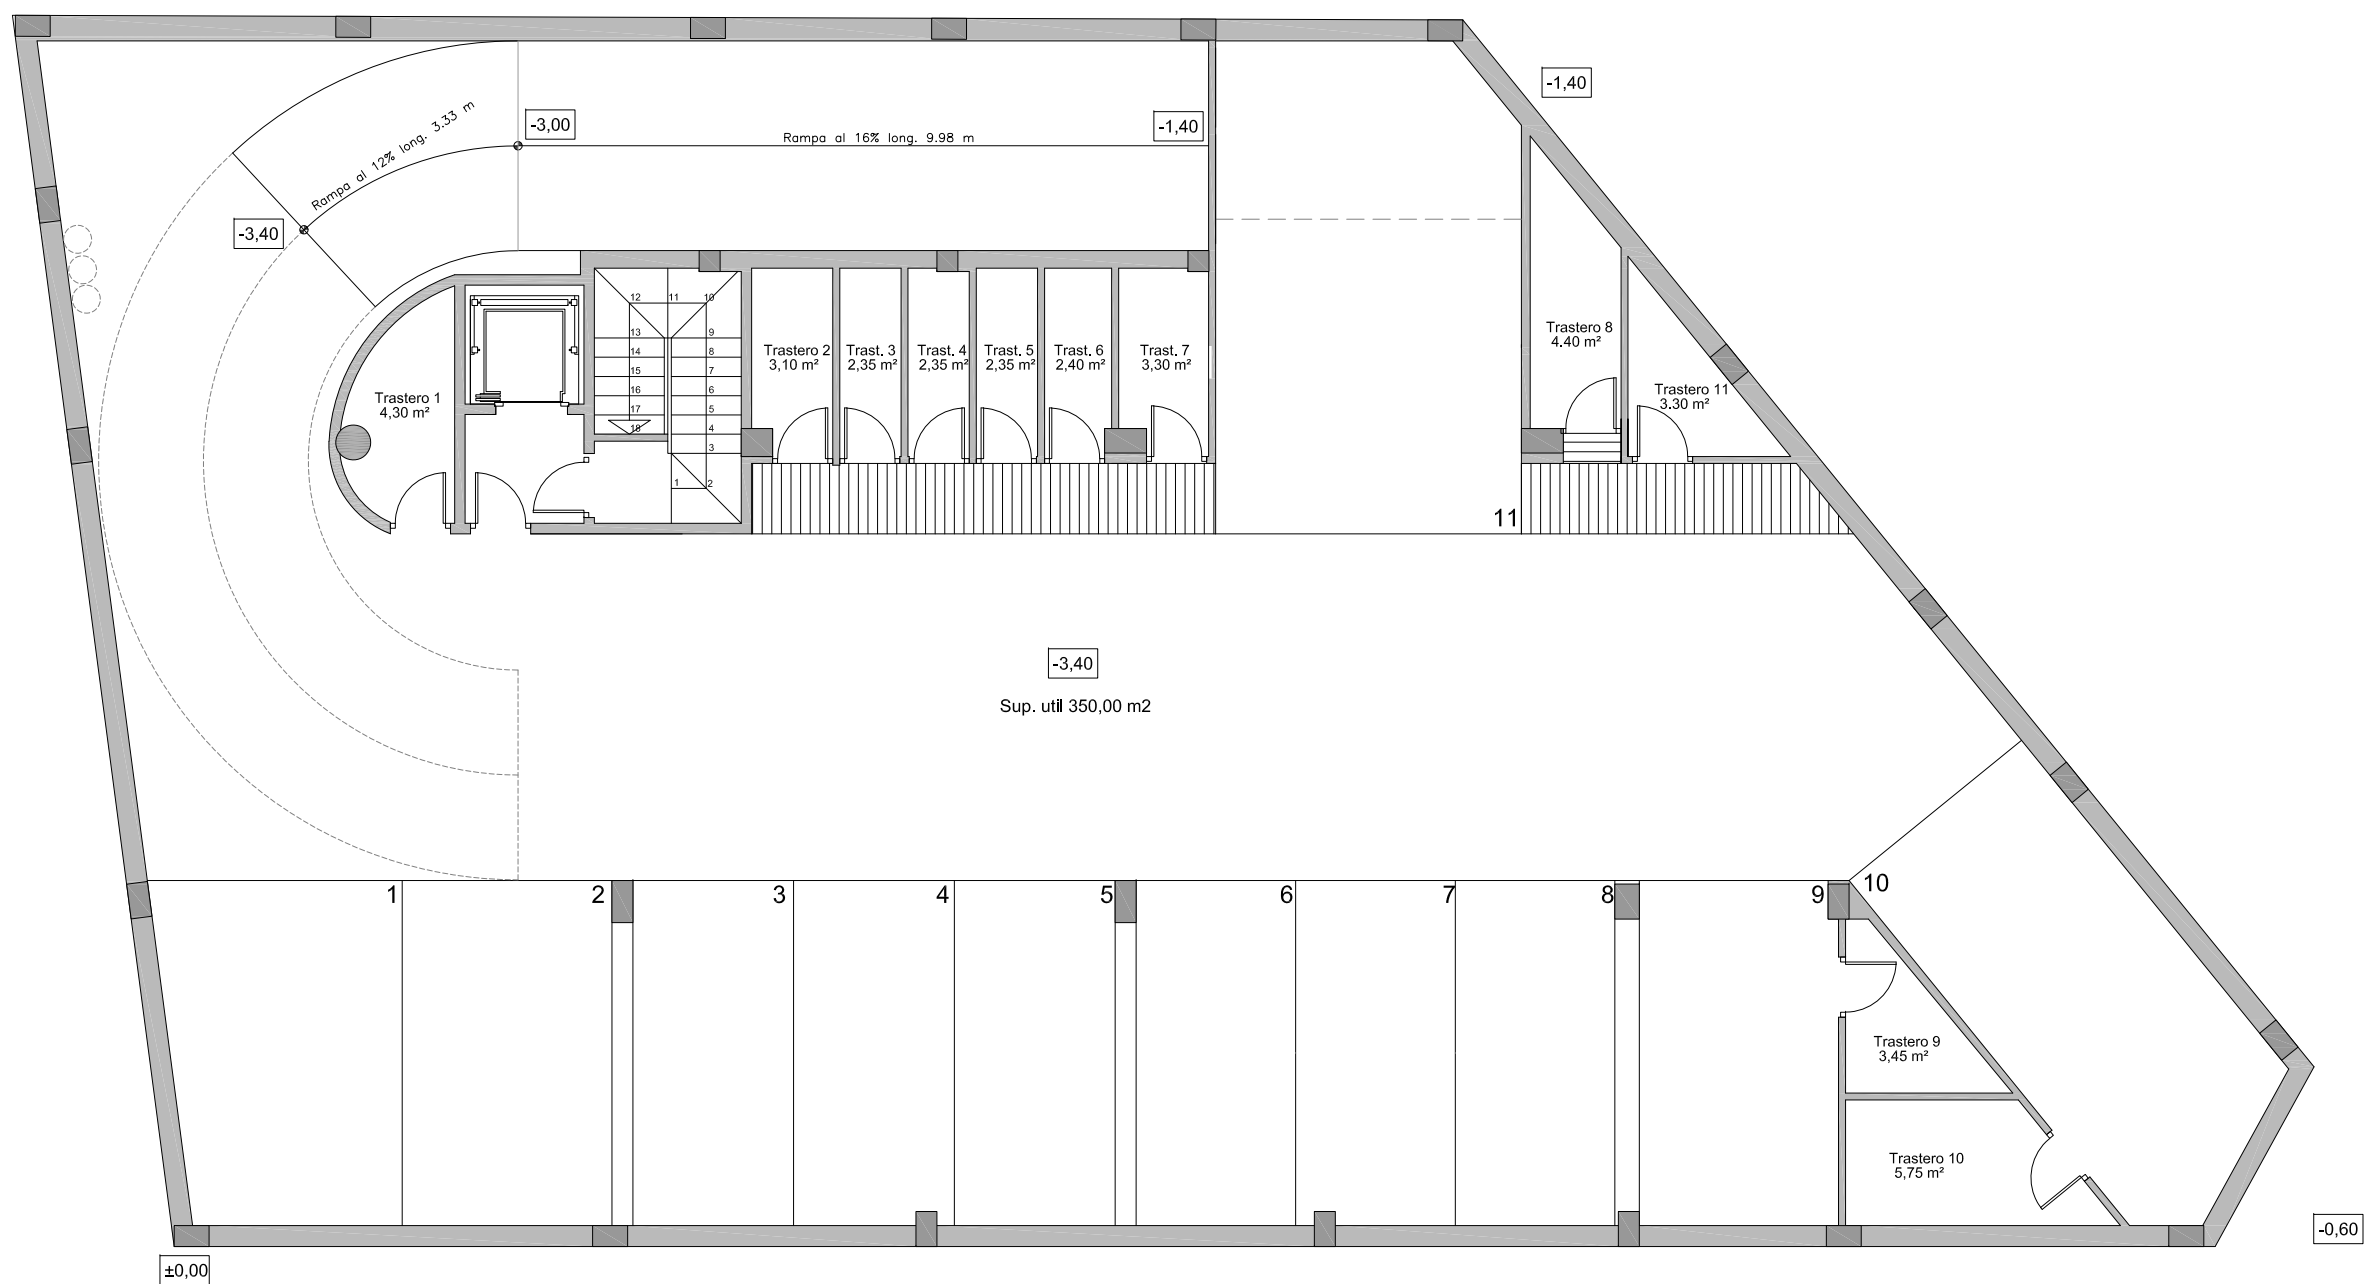 -1,40
Rampa al 12% long. 3.33 m
-3,00
Rampa al 16% long. 9.98 m
-1,40
-3,40
12
11
10
13
9
14
8
15
7
16
6
17
5
18
4
3
1
2
Trastero 1
4,30 m²
Trastero 2
3,10 m²
Trast. 3
2,35 m²
Trast. 4
2,35 m²
Trast. 5
2,35 m²
Trast. 6
2,40 m²
Trast. 7
3,30 m²
Trastero 8
4.40 m²
Trastero 11
3.30 m²
11
-3,40
Sup. util 350,00 m2
1
2
3
4
5
6
7
8
9
10
Trastero 9
3,45 m²
Trastero 10
5,75 m²
-0,60
±0,00